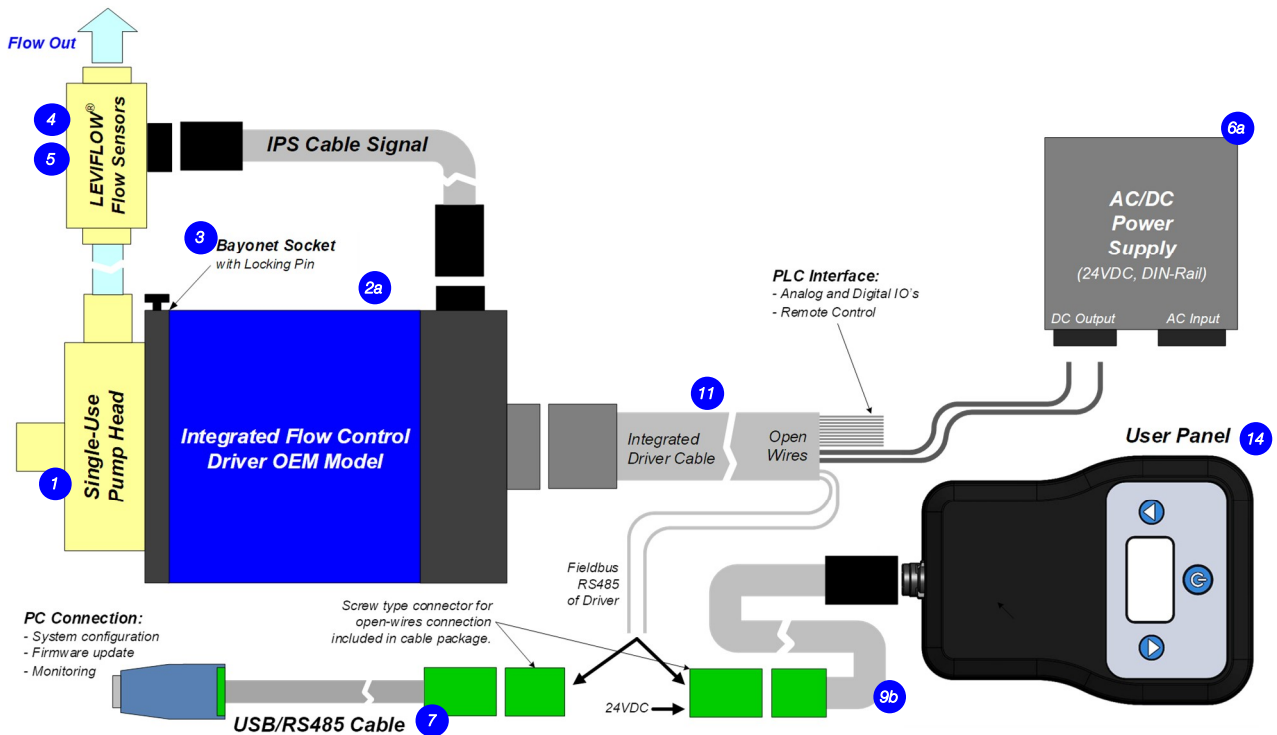 Flow Out
4
5
LEVIFLOW®
Flow Sensors
IPS Cable Signal
6a
AC/DC
Power
Supply
(24VDC, DIN-Rail)
DC Output
AC Input
3
Bayonet Socket
with Locking Pin
2a
PLC Interface:
- Analog and Digital IO's
- Remote Control
1
Single-Use
Pump Head
Integrated Flow Control
Driver OEM Model
11
Integrated
Driver Cable
Open
Wires
User Panel
14
Fieldbus
RS485
of Driver
Screw type connector for
open-wires connection
included in cable package.
PC Connection:
- System configuration
- Firmware update
- Monitoring
USB/RS485 Cable
7
24VDC
9b